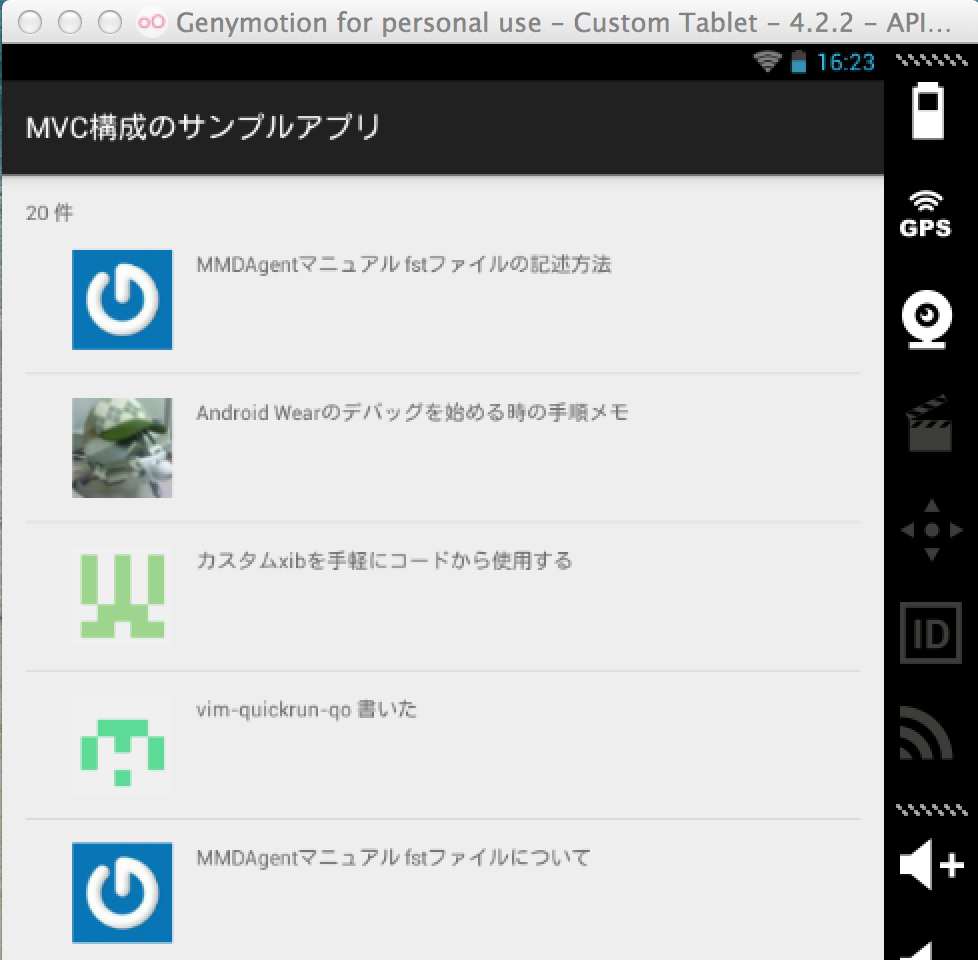 Genymotion for personal use – Custom Tablet – 4.2.2 – API...
16:23
MVC構成のサンプルアプリ
20 件
MMDAgentマニュアル fstファイルの記述方法
GPS
Android Wearのデバッグを始める時の手順メモ
カスタムxibを手軽にコードから使用する
ID
vim-quickrun-qo 書いた
MMDAgentマニュアル fstファイルについて